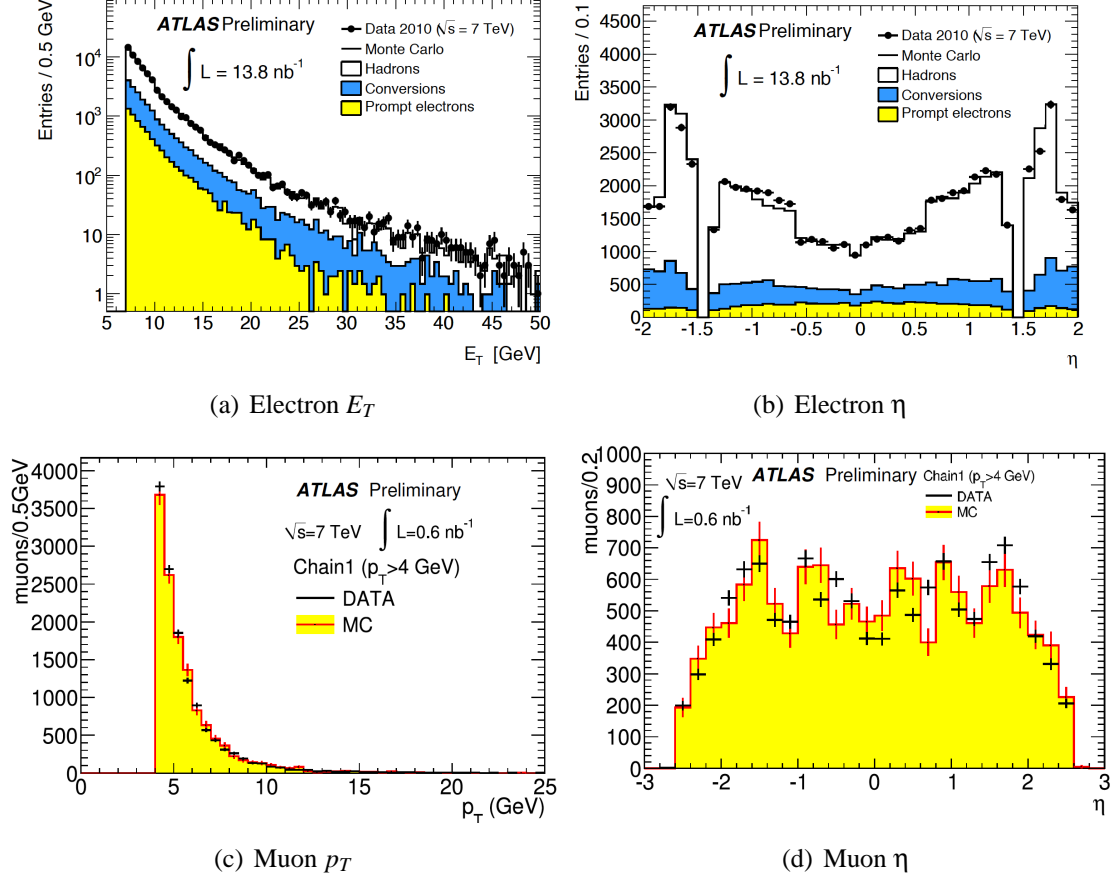 Entries / 0.5 GeV
ATLAS Preliminary
∫ L = 13.8 nb⁻¹
Data 2010 (√s = 7 TeV)
Monte Carlo
Hadrons
Conversions
Prompt electrons
10⁴
10³
10²
10
1
5 10 15 20 25 30 35 40 45 50
E_T [GeV]
(a) Electron E_T
Entries / 0.1
ATLAS Preliminary
∫ L = 13.8 nb⁻¹
Data 2010 (√s = 7 TeV)
Monte Carlo
Hadrons
Conversions
Prompt electrons
4500
4000
3500
3000
2500
2000
1500
1000
500
0
-2 -1.5 -1 -0.5 0 0.5 1 1.5 2
η
(b) Electron η
muons/0.5GeV
ATLAS Preliminary
√s=7 TeV ∫ L=0.6 nb⁻¹
Chain1 (p_T>4 GeV)
DATA
MC
4000
3500
3000
2500
2000
1500
1000
500
0
0 5 10 15 20 25
p_T (GeV)
(c) Muon p_T
muons/0.2
√s=7 TeV
∫ L=0.6 nb⁻¹
ATLAS Preliminary
Chain1 (p_T>4 GeV)
DATA
MC
1000
900
800
700
600
500
400
300
200
100
0
-3 -2 -1 0 1 2 3
η
(d) Muon η